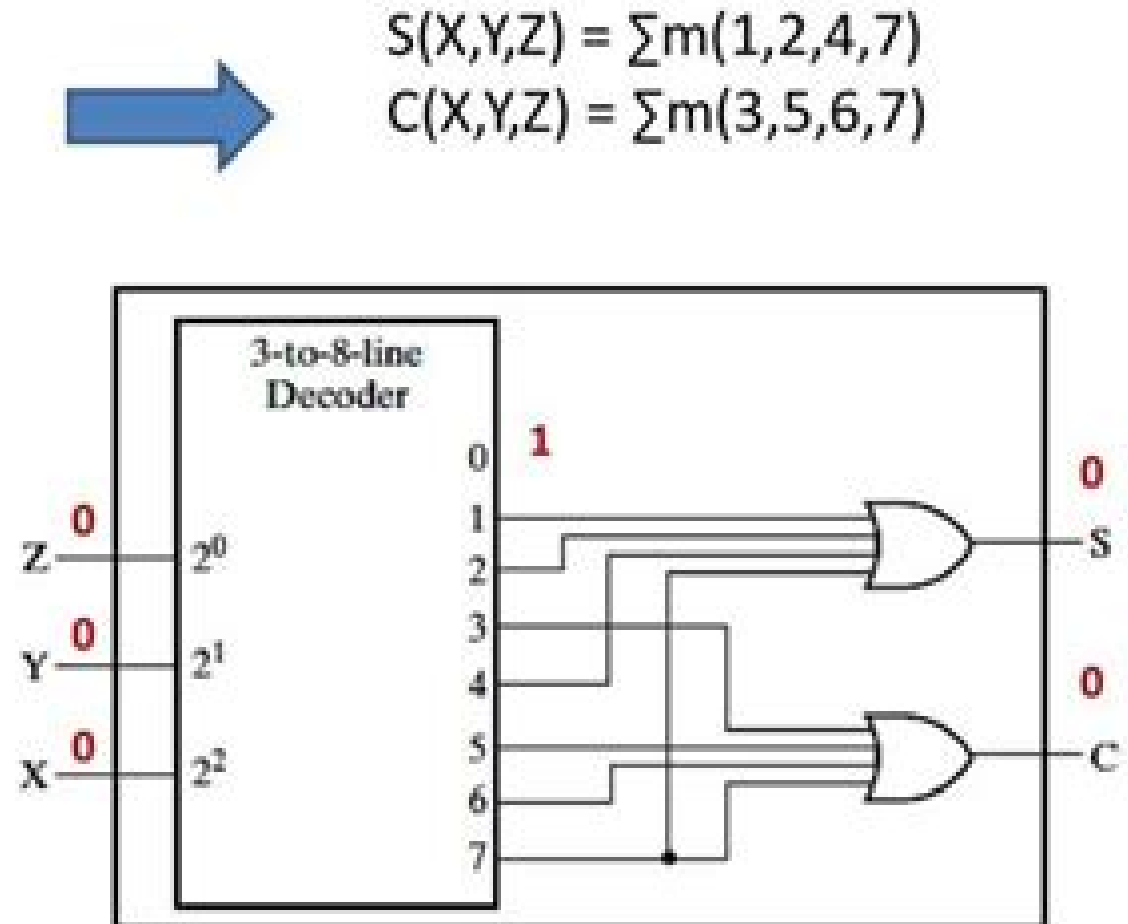 S(X,Y,Z) = ∑m(1,2,4,7)
C(X,Y,Z) = ∑m(3,5,6,7)
3-to-8-line
Decoder
0 1
0
1
0
Z 2⁰ S
2
0
3
Y 2¹
4
0
0
5
X 2² C
6
7